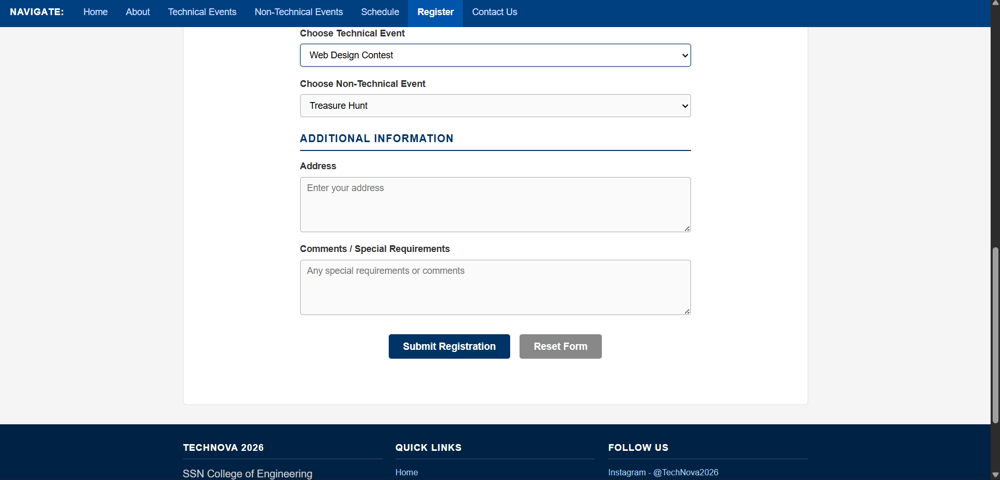 NAVIGATE: Home About Technical Events Non-Technical Events Schedule Register Contact Us
Choose Technical Event
Web Design Contest
Choose Non-Technical Event
Treasure Hunt
ADDITIONAL INFORMATION
Address
Enter your address
Comments / Special Requirements
Any special requirements or comments
Submit Registration Reset Form
TECHNOVA 2026
SSN College of Engineering
QUICK LINKS
Home
FOLLOW US
Instagram - @TechNova2026